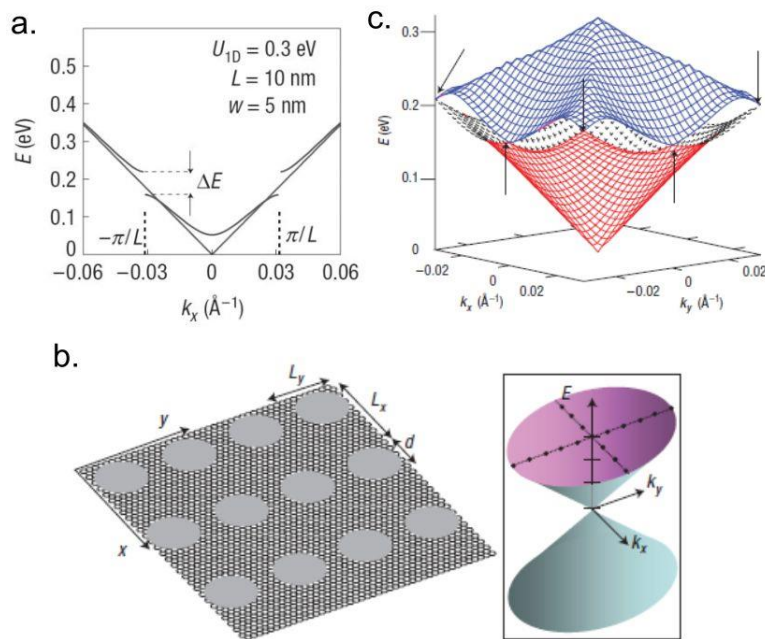 a.
U1D = 0.3 eV
L = 10 nm
w = 5 nm
0.5
0.4
0.3
0.2
0.1
0
E (eV)
ΔE
−π/L
π/L
−0.06
−0.03
0
0.03
0.06
kx (Å−1)
c.
0.3
0.2
0.1
0
E (eV)
−0.02
0
0.02
kx (Å−1)
−0.02
0
0.02
ky (Å−1)
b.
Ly
Lx
y
d
x
E
ky
kx